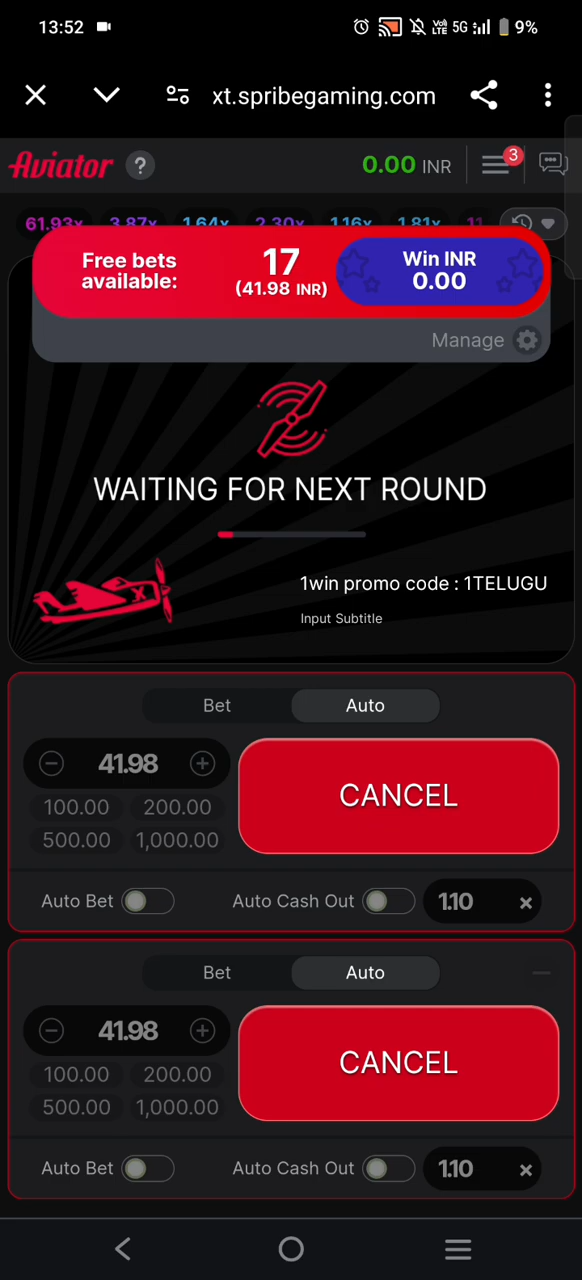 13:52 Vo) LTE 5G 9%
xt.spribegaming.com
Aviator ? 0.00 INR 3
61.93x 3.87x 1.64x 2.30x 1.16x 1.81x 11
Free bets available: 17 (41.98 INR) Win INR 0.00
Manage
WAITING FOR NEXT ROUND
1win promo code : 1TELUGU
Input Subtitle
Bet Auto
41.98
CANCEL
100.00 200.00
500.00 1,000.00
Auto Bet Auto Cash Out 1.10 ×
Bet Auto
41.98
CANCEL
100.00 200.00
500.00 1,000.00
Auto Bet Auto Cash Out 1.10 ×